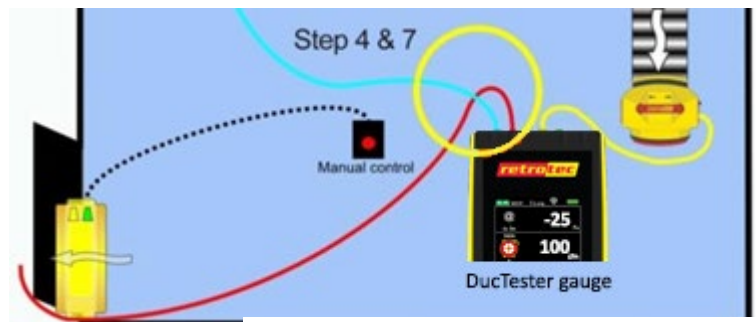 Step 4 & 7
Manual control
retrotec
-25
100
DucTester gauge